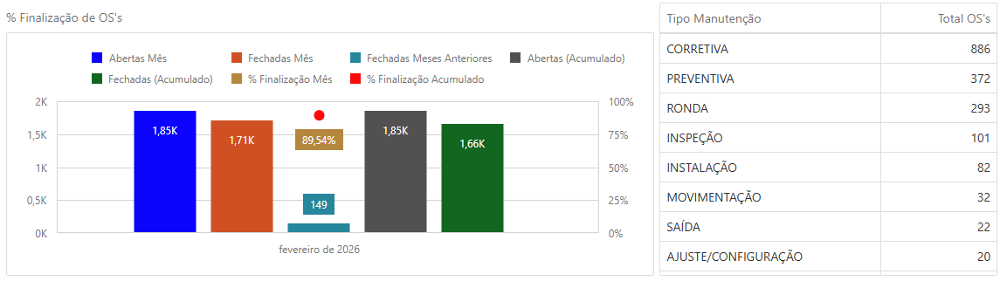 % Finalização de OS's
Abertas Mês
Fechadas Mês
Fechadas Meses Anteriores
Abertas (Acumulado)
Fechadas (Acumulado)
% Finalização Mês
% Finalização Acumulado
2K
1,5K
1K
0,5K
0K
1,85K
1,71K
89,54%
149
1,85K
1,66K
100%
75%
50%
25%
0%
fevereiro de 2026
Tipo Manutenção Total OS's
CORRETIVA 886
PREVENTIVA 372
RONDA 293
INSPEÇÃO 101
INSTALAÇÃO 82
MOVIMENTAÇÃO 32
SAÍDA 22
AJUSTE/CONFIGURAÇÃO 20